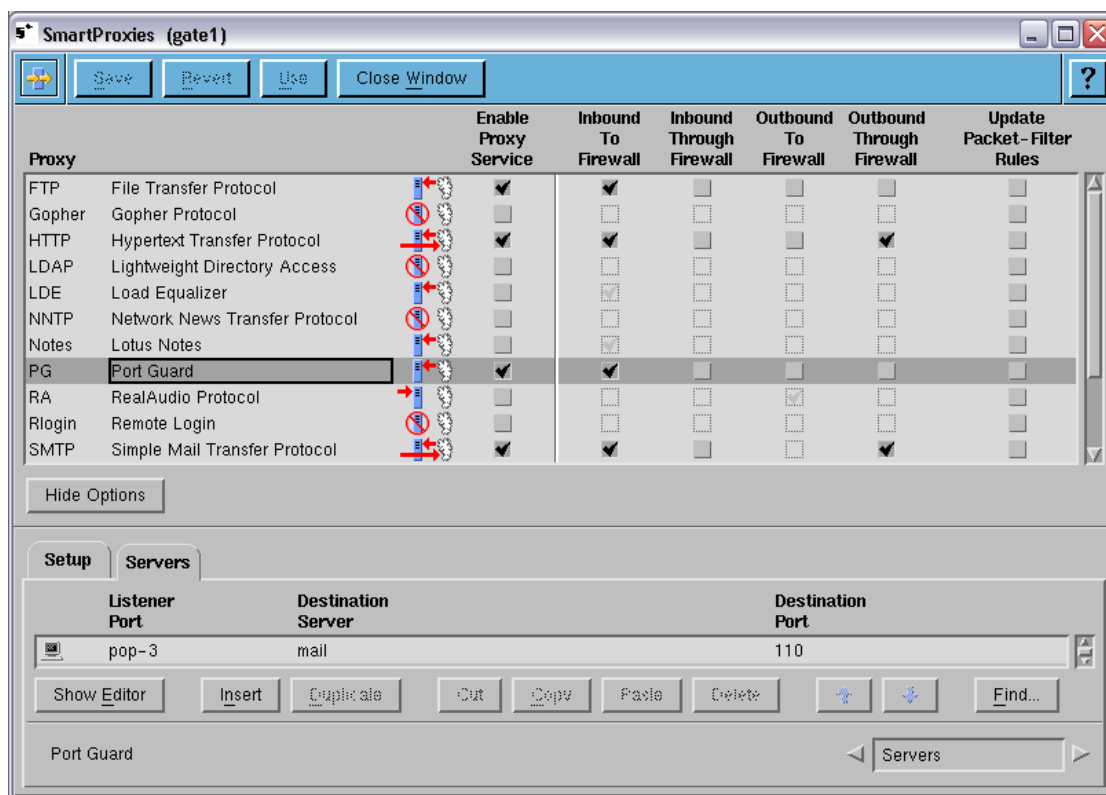 SmartProxies (gate1)
Save Revert Use Close Window ?
Proxy Enable Proxy Service Inbound To Firewall Inbound Through Firewall Outbound To Firewall Outbound Through Firewall Update Packet-Filter Rules
FTP File Transfer Protocol
Gopher Gopher Protocol
HTTP Hypertext Transfer Protocol
LDAP Lightweight Directory Access
LDE Load Equalizer
NNTP Network News Transfer Protocol
Notes Lotus Notes
PG Port Guard
RA RealAudio Protocol
Rlogin Remote Login
SMTP Simple Mail Transfer Protocol
Hide Options
Setup Servers
Listener Port Destination Server Destination Port
pop-3 mail 110
Show Editor Insert Duplicate Cut Copy Paste Delete Find...
Port Guard Servers